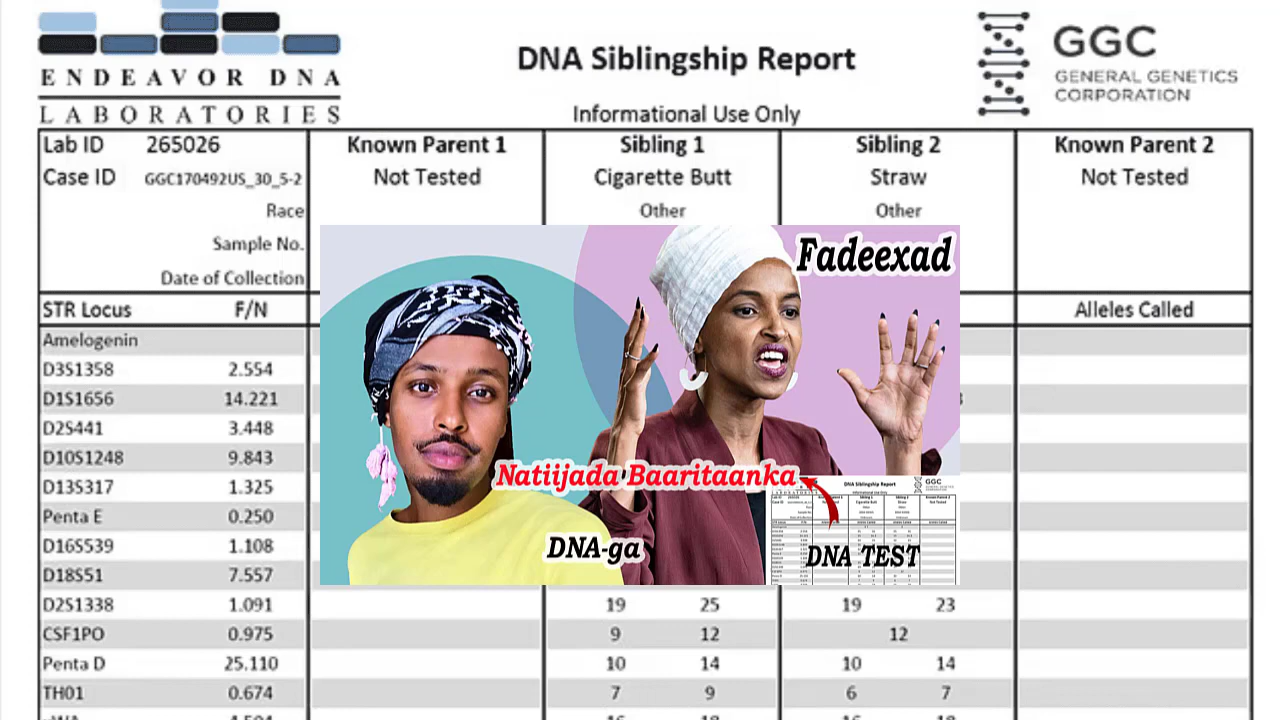 ENDEAVOR DNA
LABORATORIES
DNA Siblingship Report
Informational Use Only
GGC
GENERAL GENETICS
CORPORATION
Lab ID 265026 Known Parent 1 Sibling 1 Sibling 2 Known Parent 2
Case ID GGC170492US_30_5-2 Not Tested Cigarette Butt Straw Not Tested
Race Other Other
Sample No.
Date of Collection
Fadeexad
STR Locus F/N Alleles Called
Amelogenin
D3S1358 2.554
D1S1656 14.221
D2S441 3.448
D10S1248 9.843
Natiijada Baaritaanka
D13S317 1.325
DNA Siblingship Report
GGC
Penta E 0.250
D16S539 1.108
DNA-ga
DNA TEST
D18S51 7.557
D2S1338 1.091 19 25 19 23
CSF1PO 0.975 9 12 12
Penta D 25.110 10 14 10 14
TH01 0.674 7 9 6 7